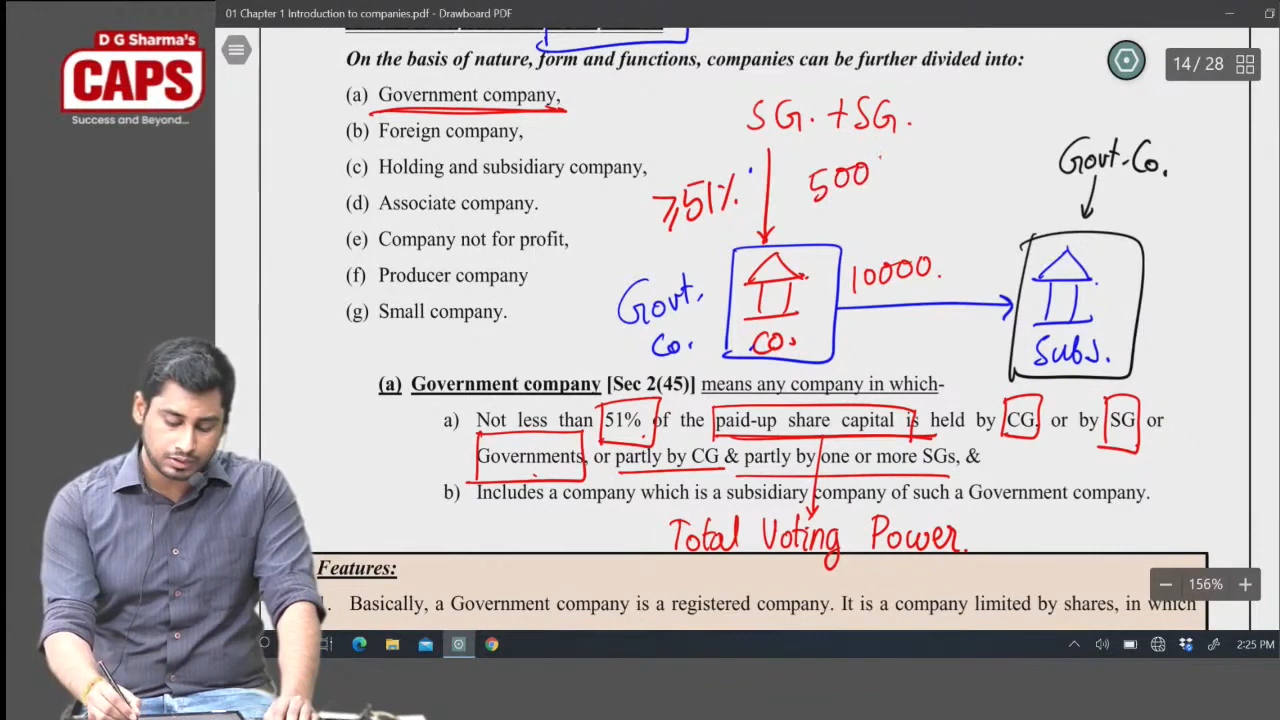 01 Chapter 1 Introduction to companies.pdf - Drawboard PDF
D G Sharma's
CAPS
Success and Beyond...
14 / 28
On the basis of nature, form and functions, companies can be further divided into:
(a) Government company,
(b) Foreign company,
(c) Holding and subsidiary company,
(d) Associate company.
(e) Company not for profit,
(f) Producer company
(g) Small company.
SG. + SG.
≥51%
500
Govt. Co.
10000.
Govt.
Co.
Co.
Subs.
(a) Government company [Sec 2(45)] means any company in which-
a) Not less than 51% of the paid-up share capital is held by CG, or by SG or
Governments, or partly by CG & partly by one or more SGs, &
b) Includes a company which is a subsidiary company of such a Government company.
Total Voting Power.
Features:
Basically, a Government company is a registered company. It is a company limited by shares, in which
156%
2:25 PM